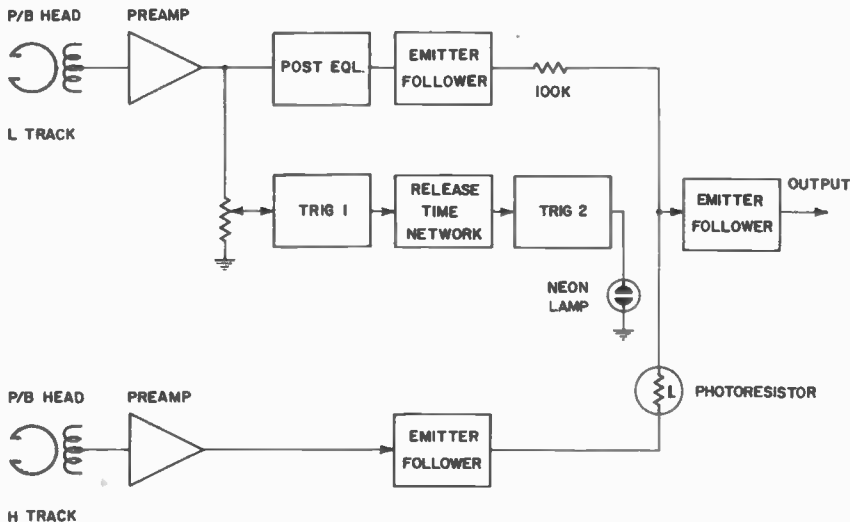 P/B HEAD
PREAMP
POST EQL.
EMITTER
FOLLOWER
100K
L TRACK
TRIG 1
RELEASE
TIME
NETWORK
TRIG 2
EMITTER
FOLLOWER
OUTPUT
NEON
LAMP
P/B HEAD
PREAMP
L
PHOTORESISTOR
EMITTER
FOLLOWER
H TRACK